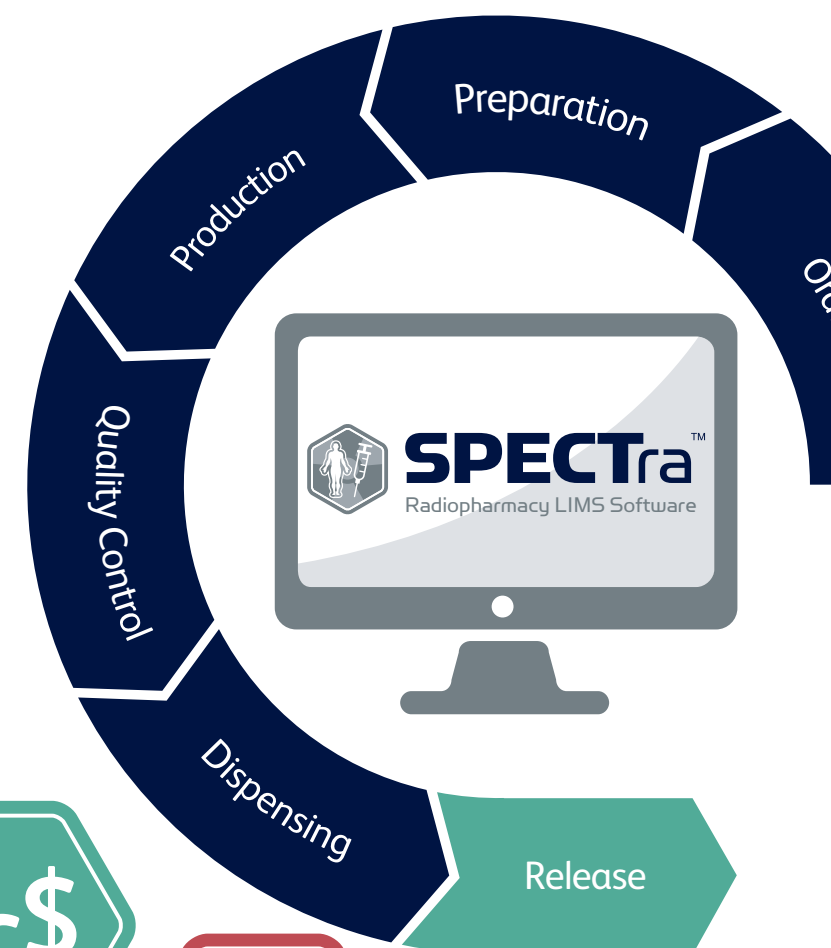 Preparation
Production
Quality Control
SPECTra™
Radiopharmacy LIMS Software
Dispensing
Release
$